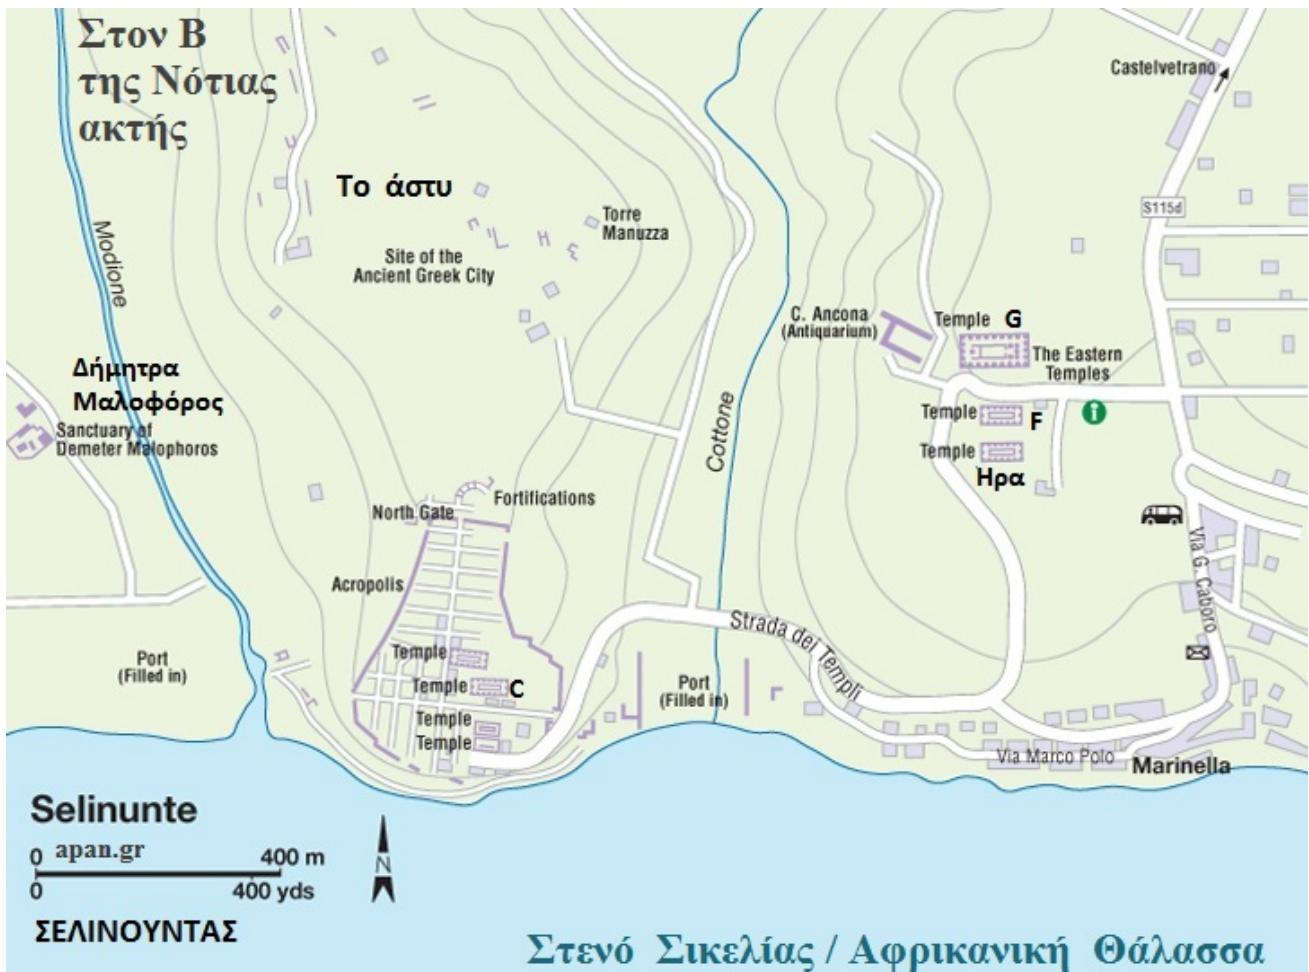 Στον Β
της Νότιας
ακτής
Castelvetrano
Το άστυ
S115d
Torre
Manuzza
Modione
Site of the
Ancient Greek City
C. Ancona
(Antiquarium)
Temple G
The Eastern
Temples
Δήμητρα
Μαλοφόρος
Sanctuary of
Demeter Malophoros
Cottone
Temple F
Temple
Ήρα
Fortifications
North Gate
Via G. Caboro
Acropolis
Strada dei Templi
Port
(Filled in)
Temple
Temple C
Port
(Filled in)
Temple
Temple
Via Marco Polo
Marinella
Selinunte
0 apan.gr 400 m
0 400 yds
N
ΣΕΛΙΝΟΥΝΤΑΣ
Στενό Σικελίας / Αφρικανική Θάλασσα